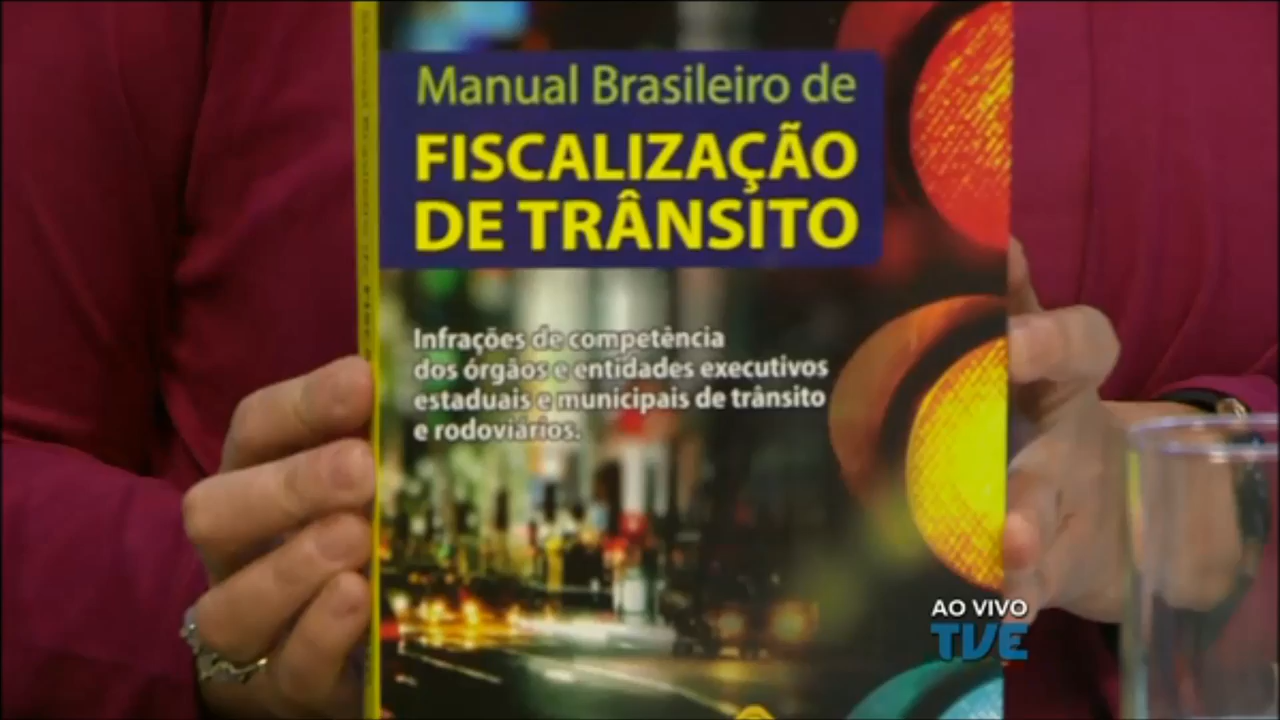 Manual Brasileiro de
FISCALIZAÇÃO
DE TRÂNSITO
Infrações de competência
dos órgãos e entidades executivos
estaduais e municipais de trânsito
e rodoviários.
AO VIVO
TVE